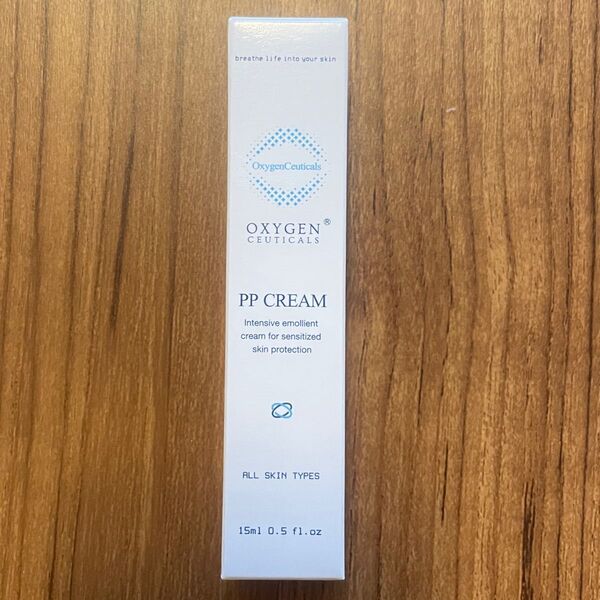 breathe life into your skin
OxygenCeuticals
OXYGEN®
CEUTICALS
PP CREAM
Intensive emollient
cream for sensitized
skin protection
ALL SKIN TYPES
15ml 0.5 fl.oz